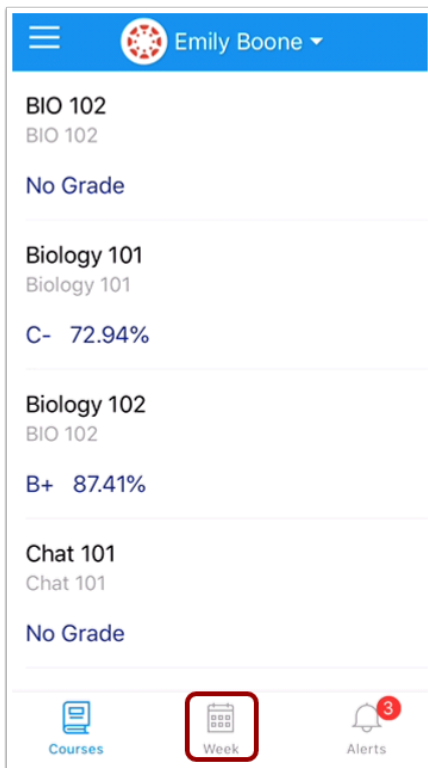 Emily Boone
BIO 102
BIO 102
No Grade
Biology 101
Biology 101
C- 72.94%
Biology 102
BIO 102
B+ 87.41%
Chat 101
Chat 101
No Grade
3
Courses Week Alerts